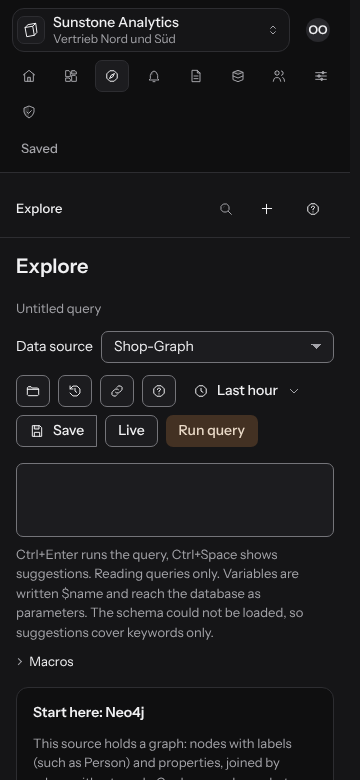 Sunstone Analytics
Vertrieb Nord und Süd
OO
Saved
Explore
Explore
Untitled query
Data source
Shop-Graph
Last hour
Save
Live
Run query
Ctrl+Enter runs the query, Ctrl+Space shows
suggestions. Reading queries only. Variables are
written $name and reach the database as
parameters. The schema could not be loaded, so
suggestions cover keywords only.
Macros
Start here: Neo4j
This source holds a graph: nodes with labels
(such as Person) and properties, joined by